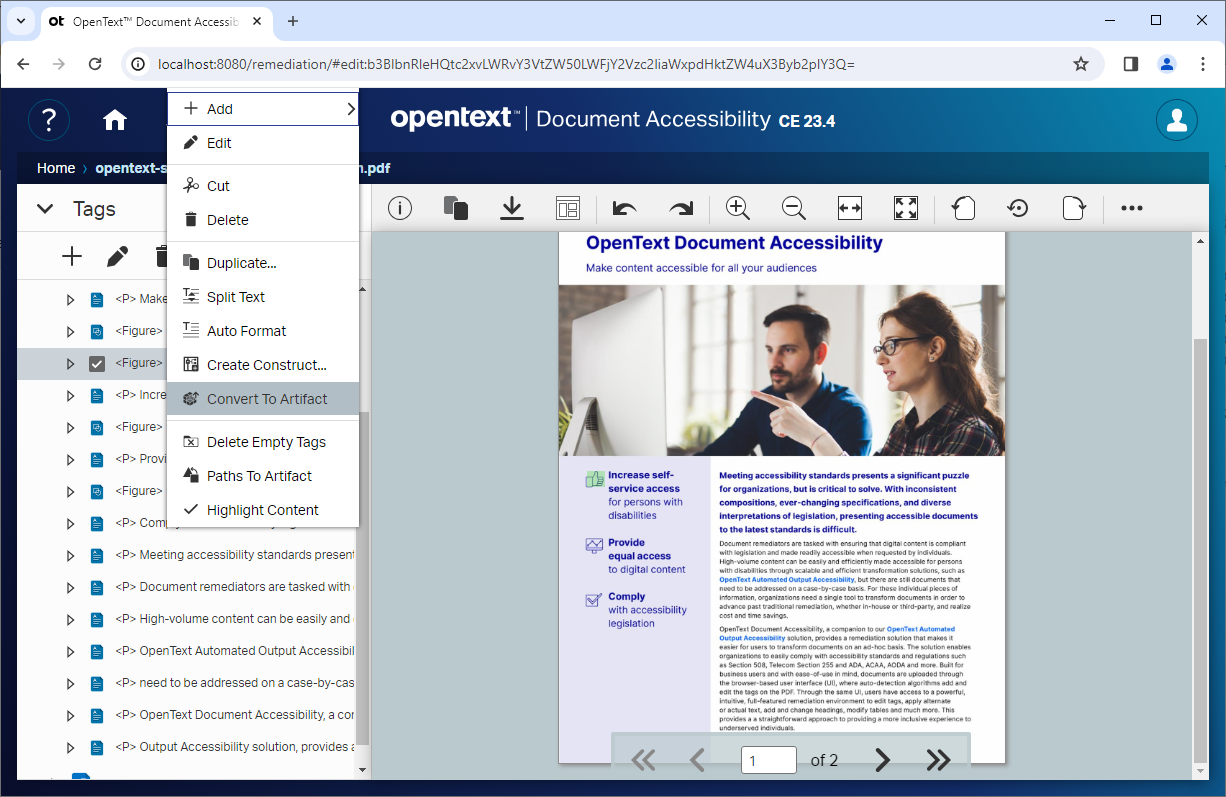 OpenText™ Document Accessib
localhost:8080/remediation/#edit:b3BlbnRleHQtc2xvLWRvY3VtZW50LWFjY2Vzc2liaWxpdHktZW4uX3Byb2plY3Q=
opentext™ Document Accessibility CE 23.4
Home › opentext-s
n.pdf
Tags
<P> Make
<Figure>
<Figure>
<P> Incre
<Figure>
<P> Provi
<Figure>
<P> Com
<P> Meeting accessibility standards present
<P> Document remediators are tasked with
<P> High-volume content can be easily and
<P> OpenText Automated Output Accessibil
<P> need to be addressed on a case-by-cas
<P> OpenText Document Accessibility, a co
<P> Output Accessibility solution, provides a
Add
Edit
Cut
Delete
Duplicate...
Split Text
Auto Format
Create Construct...
Convert To Artifact
Delete Empty Tags
Paths To Artifact
Highlight Content
OpenText Document Accessibility
Make content accessible for all your audiences
Increase self-
service access
for persons with
disabilities
Provide
equal access
to digital content
Comply
with accessibility
legislation
Meeting accessibility standards presents a significant puzzle
for organizations, but is critical to solve. With inconsistent
compositions, ever-changing specifications, and diverse
interpretations of legislation, presenting accessible documents
to the latest standards is difficult.
Document remediators are tasked with ensuring that digital content is compliant
with legislation and made readily accessible when requested by individuals.
High-volume content can be easily and efficiently made accessible for persons
with disabilities through scalable and efficient transformation solutions, such as
OpenText Automated Output Accessibility, but there are still documents that
need to be addressed on a case-by-case basis. For these individual pieces of
information, organizations need a single tool to transform documents in order to
advance past traditional remediation, whether in-house or third-party, and realize
cost and time savings.
OpenText Document Accessibility, a companion to our OpenText Automated
Output Accessibility solution, provides a remediation solution that makes it
easier for users to transform documents on an ad-hoc basis. The solution enables
organizations to easily comply with accessibility standards and regulations such
as Section 508, Telecom Section 255 and ADA, ACAA, AODA and more. Built for
business users and with ease-of-use in mind, documents are uploaded through
the browser-based user interface (UI), where auto-detection algorithms add and
edit the tags on the PDF. Through the same UI, users have access to a powerful,
intuitive, full-featured remediation environment to edit tags, apply alternate
or actual text, add and change headings, modify tables and much more. This
provides a a straightforward approach to providing a more inclusive experience to
underserved individuals.
1 of 2